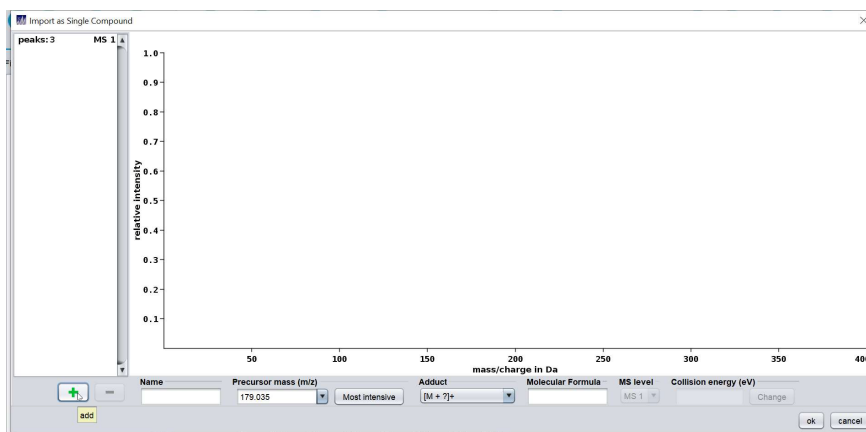 Import as Single Compound
peaks: 3 MS 1
1.0
0.9
0.8
0.7
0.6
0.5
0.4
0.3
0.2
0.1
relative intensity
50 100 150 200 250 300 350 400
mass/charge in Da
Name Precursor mass (m/z) Adduct Molecular Formula MS level Collision energy (eV)
179.035 Most intensive [M + ?]+ MS 1 Change
add
ok cancel